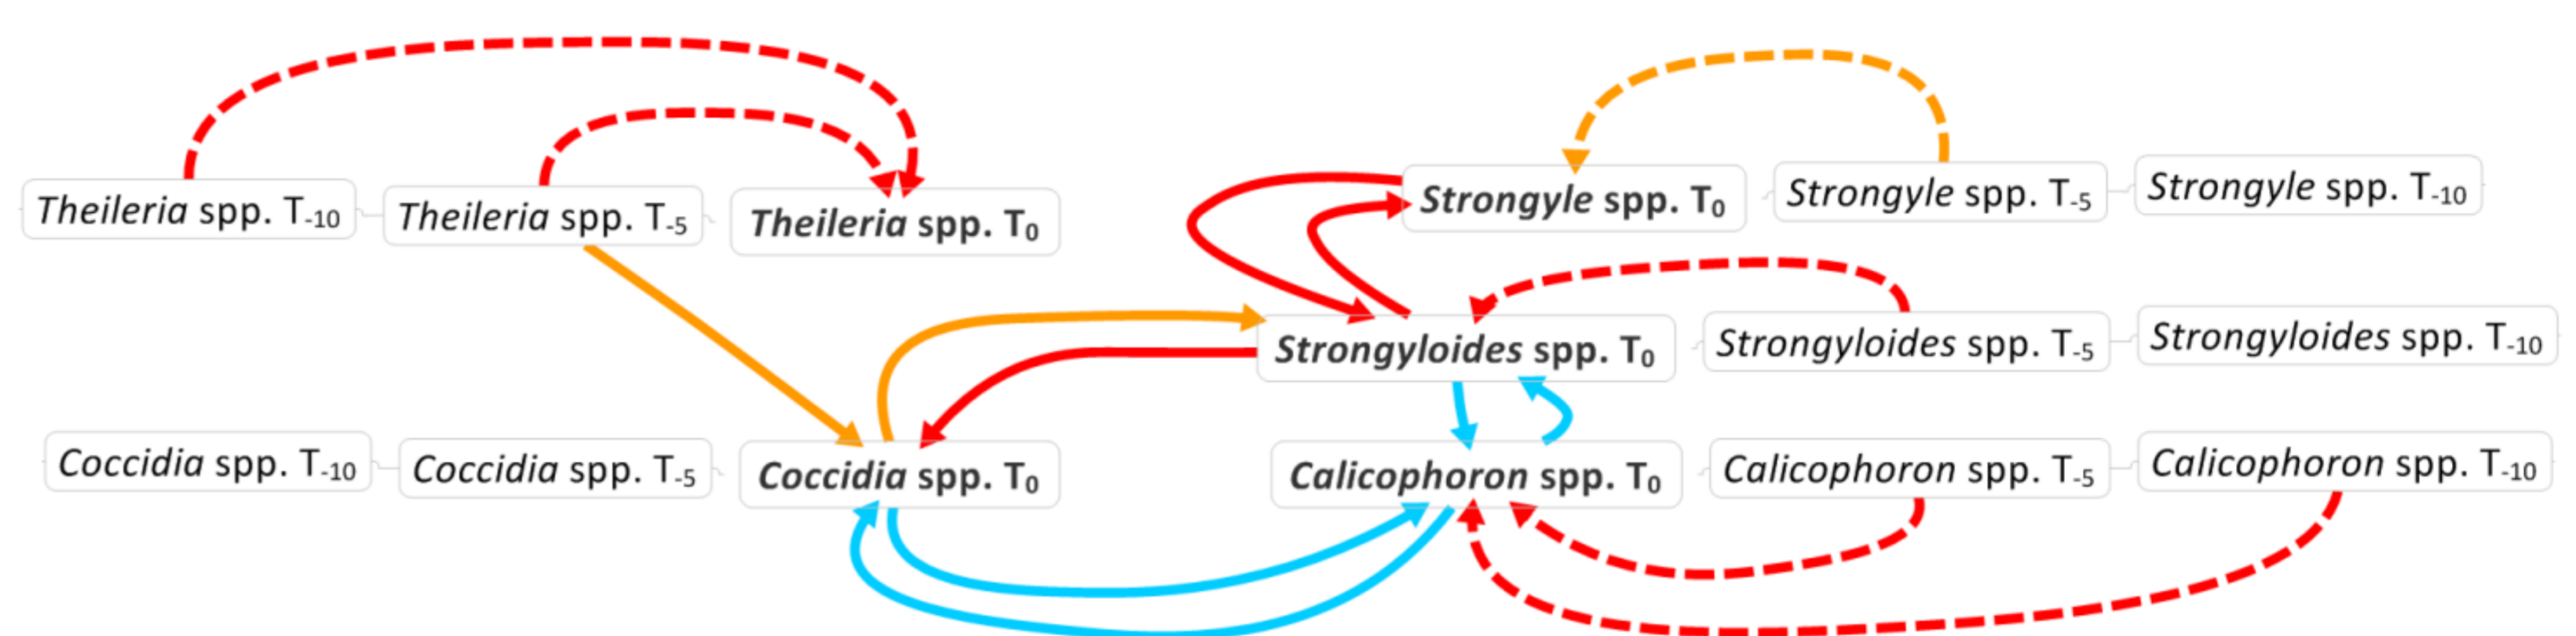 Theileria spp. T-10
Theileria spp. T-5
Theileria spp. T0
Strongyle spp. T0
Strongyle spp. T-5
Strongyle spp. T-10
Strongyloides spp. T0
Strongyloides spp. T-5
Strongyloides spp. T-10
Coccidia spp. T-10
Coccidia spp. T-5
Coccidia spp. T0
Calicophoron spp. T0
Calicophoron spp. T-5
Calicophoron spp. T-10